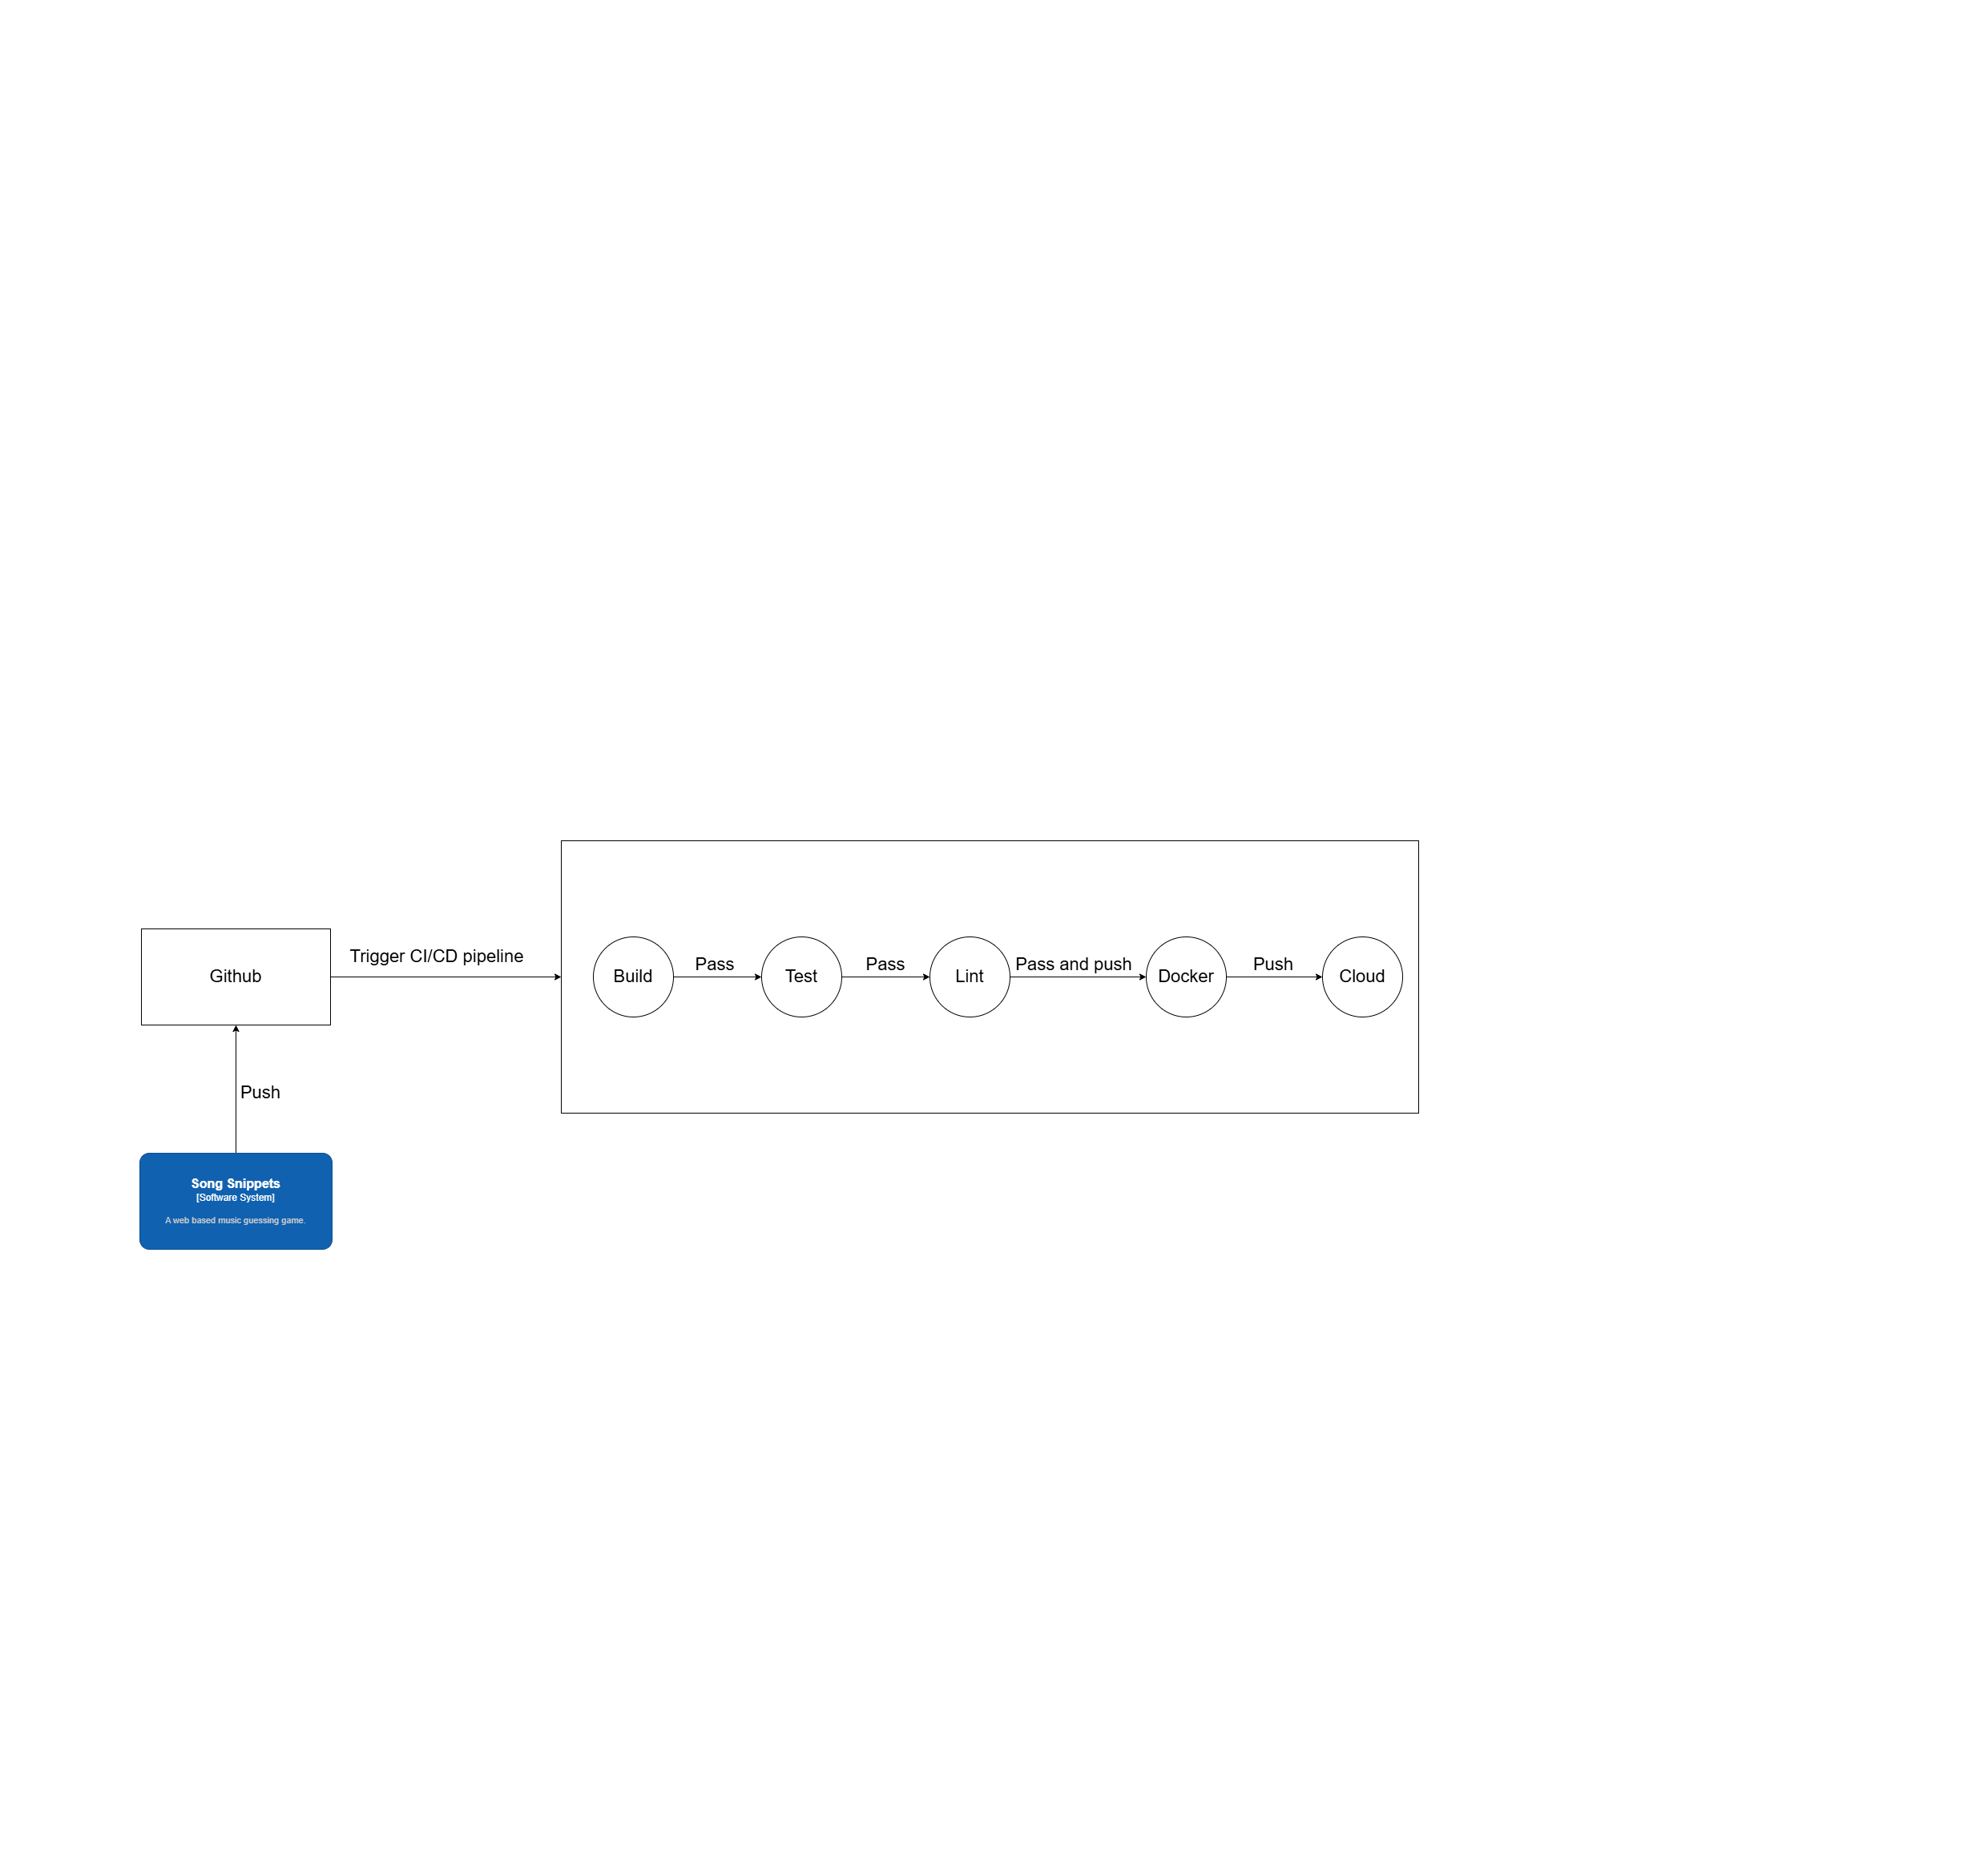 Trigger CI/CD pipeline
Github
Build
Pass
Test
Pass
Lint
Pass and push
Docker
Push
Cloud
Push
Song Snippets
[Software System]
A web based music guessing game.